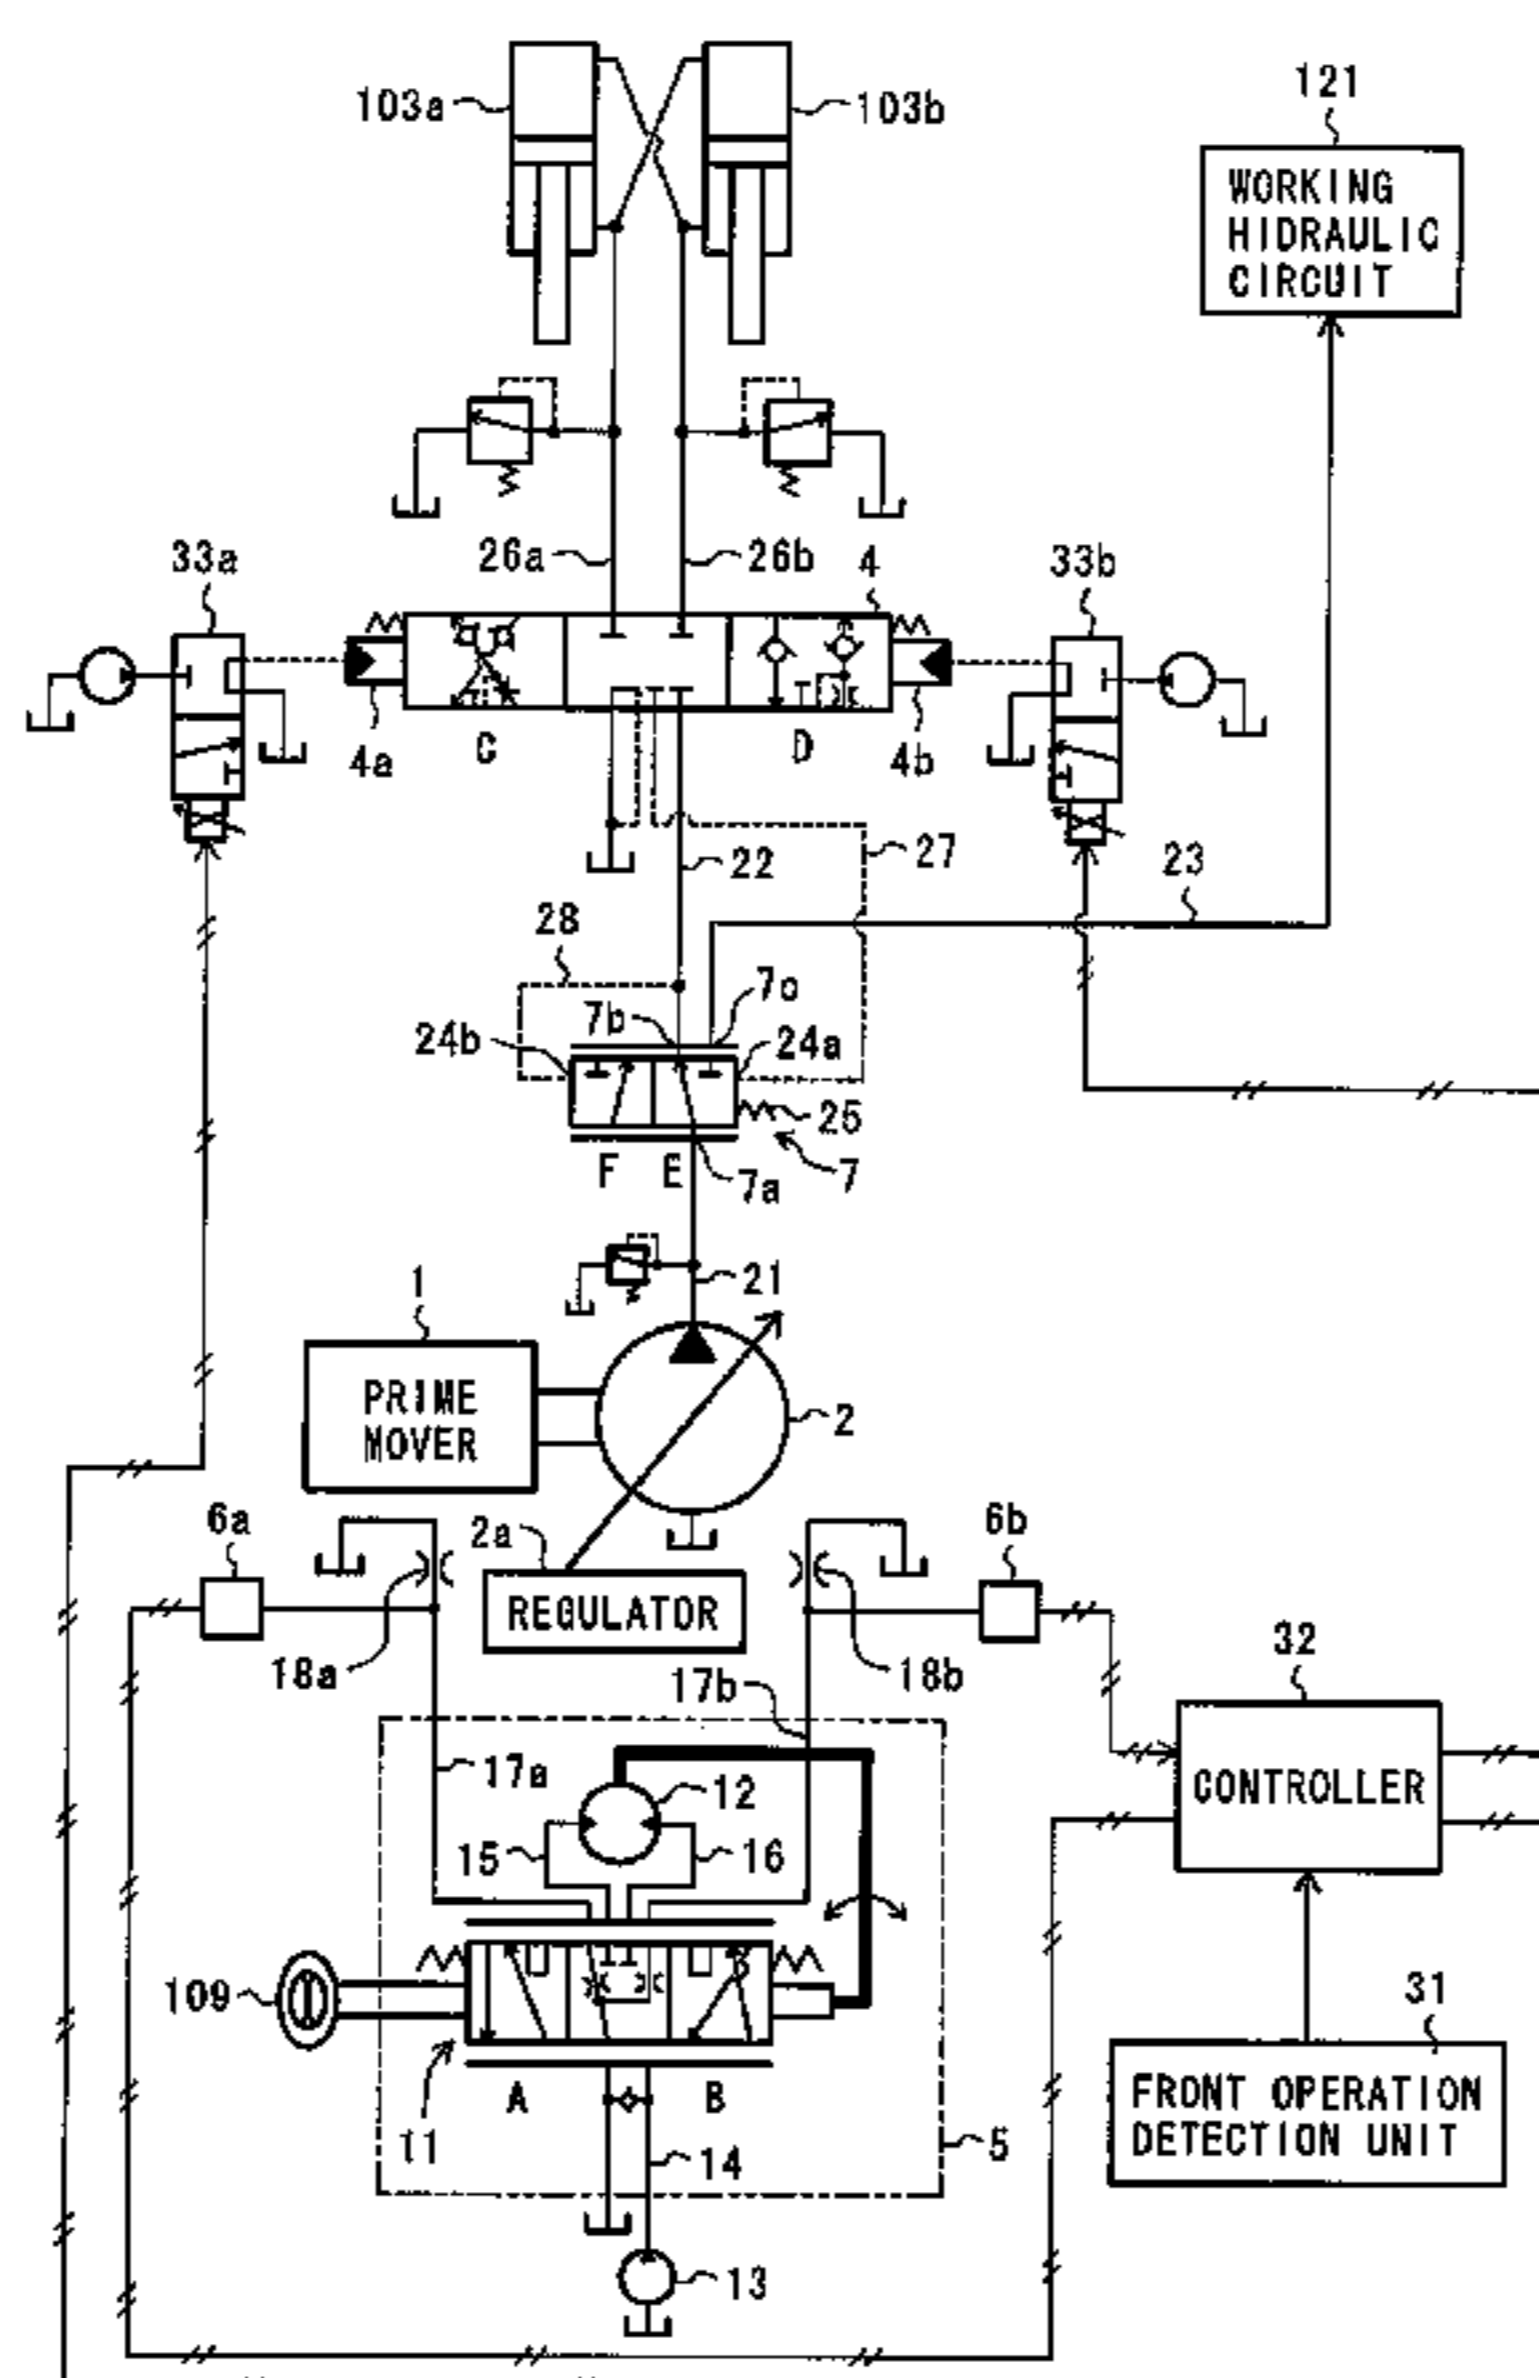 103a
103b
121
WORKING
HIDRAULIC
CIRCUIT
33a
26a
26b
4
33b
4a
C
D
4b
22
27
23
28
7b
7c
24b
24a
25
F
E
7a
7
21
1
PRIME
MOVER
2
6a
2a
6b
REGULATOR
18a
17b
18b
32
17a
12
CONTROLLER
15
16
109
31
A
B
11
14
5
FRONT OPERATION
DETECTION UNIT
13